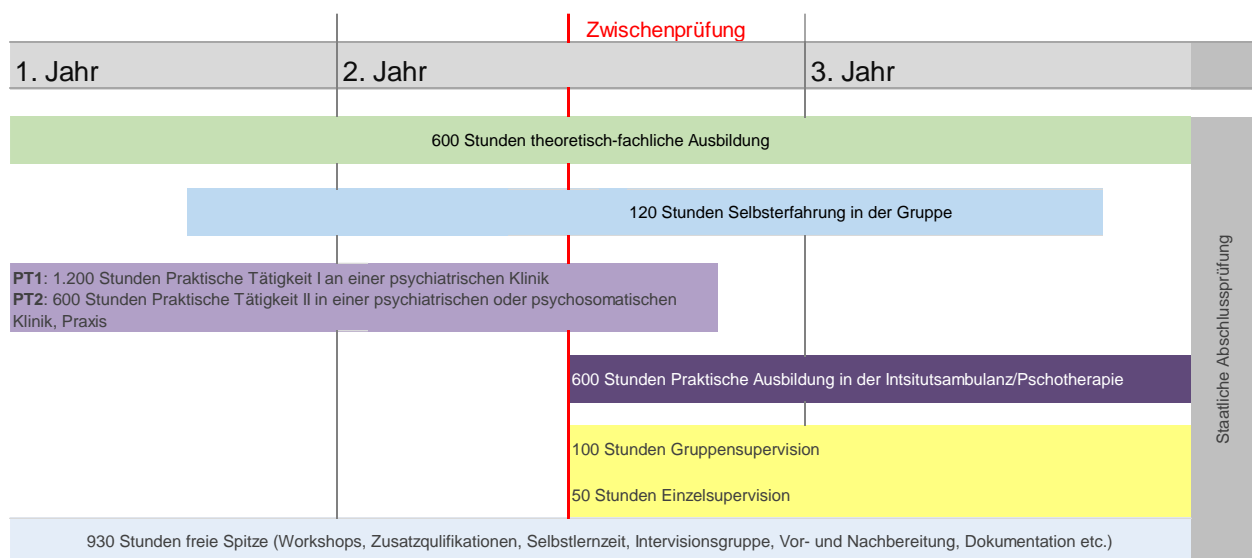 Zwischenprüfung
1. Jahr
2. Jahr
3. Jahr
600 Stunden theoretisch-fachliche Ausbildung
120 Stunden Selbsterfahrung in der Gruppe
PT1: 1.200 Stunden Praktische Tätigkeit I an einer psychiatrischen Klinik
PT2: 600 Stunden Praktische Tätigkeit II in einer psychiatrischen oder psychosomatischen
Klinik, Praxis
600 Stunden Praktische Ausbildung in der Intsitutsambulanz/Pschotherapie
100 Stunden Gruppensupervision
50 Stunden Einzelsupervision
930 Stunden freie Spitze (Workshops, Zusatzqulifikationen, Selbstlernzeit, Intervisionsgruppe, Vor- und Nachbereitung, Dokumentation etc.)
Staatliche Abschlussprüfung